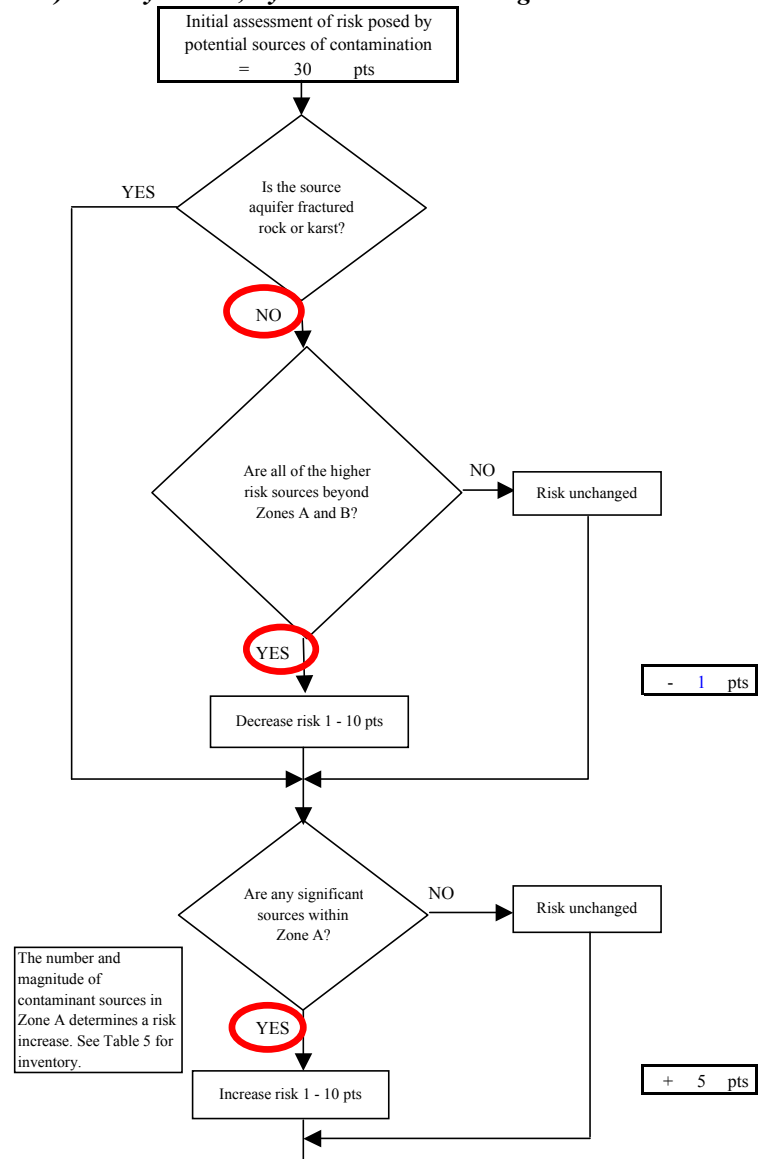 Initial assessment of risk posed by
potential sources of contamination
= 30 pts
YES
Is the source
aquifer fractured
rock or karst?
NO
Are all of the higher
risk sources beyond
Zones A and B?
NO
Risk unchanged
YES
- 1 pts
Decrease risk 1 - 10 pts
Are any significant
sources within
Zone A?
NO
Risk unchanged
The number and
magnitude of
contaminant sources in
Zone A determines a risk
increase. See Table 5 for
inventory.
YES
+ 5 pts
Increase risk 1 - 10 pts